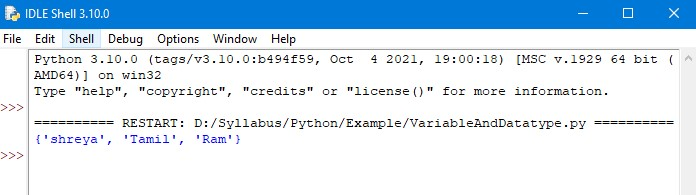 IDLE Shell 3.10.0
File Edit Shell Debug Options Window Help
Python 3.10.0 (tags/v3.10.0:b494f59, Oct  4 2021, 19:00:18) [MSC v.1929 64 bit (
AMD64)] on win32
Type "help", "copyright", "credits" or "license()" for more information.
>>>
========== RESTART: D:/Syllabus/Python/Example/VariableAndDatatype.py ==========
{'shreya', 'Tamil', 'Ram'}
>>>